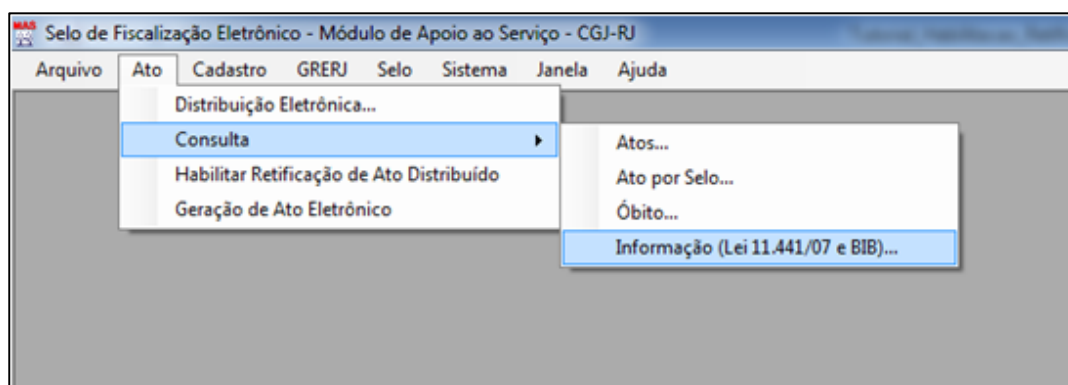 MAS Selo de Fiscalização Eletrônico - Módulo de Apoio ao Serviço - CGJ-RJ
Arquivo Ato Cadastro GRERJ Selo Sistema Janela Ajuda
Distribuição Eletrônica...
Consulta
Habilitar Retificação de Ato Distribuído
Geração de Ato Eletrônico
Atos...
Ato por Selo...
Óbito...
Informação (Lei 11.441/07 e BIB)...